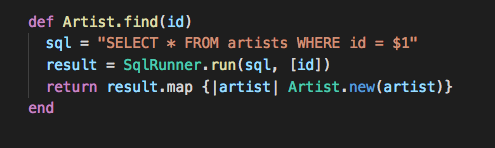 def Artist.find(id)
  sql = "SELECT * FROM artists WHERE id = $1"
  result = SqlRunner.run(sql, [id])
  return result.map {|artist| Artist.new(artist)}
end